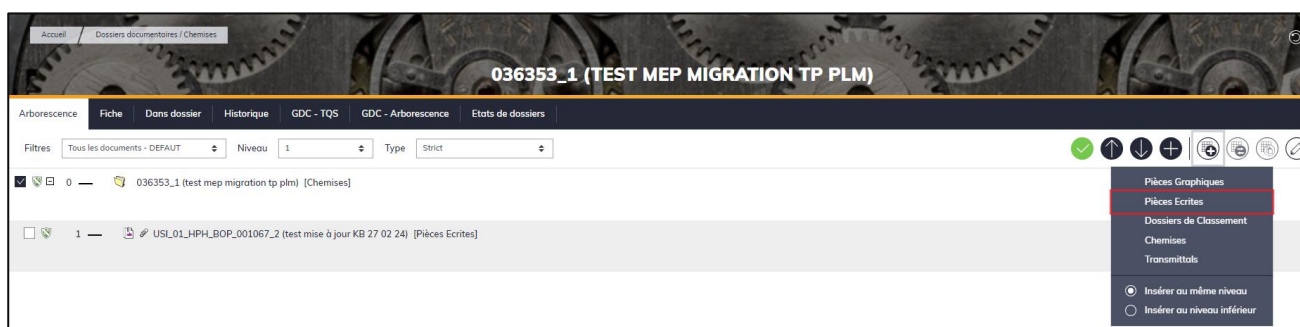 Accueil / Dossiers documentaires / Chemises
036353_1 (TEST MEP MIGRATION TP PLM)
Arborescence Fiche Dans dossier Historique GDC - TQS GDC - Arborescence Etats de dossiers
Filtres Tous les documents - DEFAUT Niveau 1 Type Strict
0 — 036353_1 (test mep migration tp plm) [Chemises]
1 — USI_01_HPH_BOP_001067_2 (test mise à jour KB 27 02 24) [Pièces Ecrites]
Pièces Graphiques
Pièces Ecrites
Dossiers de Classement
Chemises
Transmittals
Insérer au même niveau
Insérer au niveau inférieur